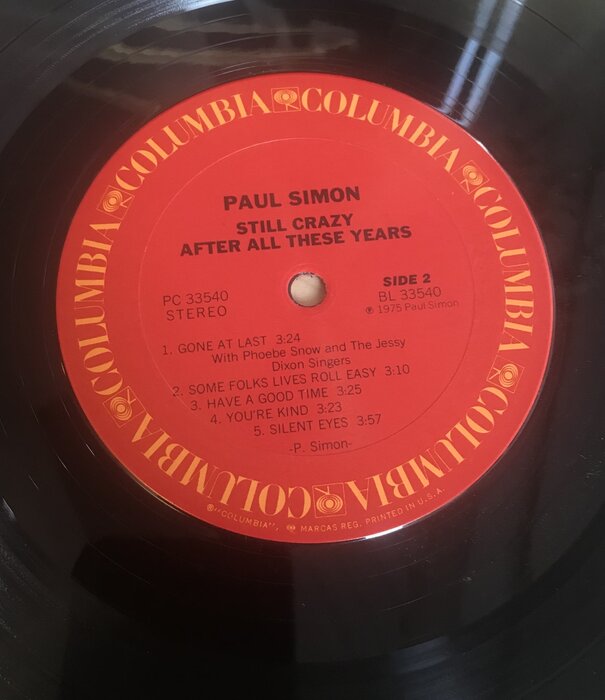 COLUMBIA COLUMBIA COLUMBIA COLUMBIA COLUMBIA COLUMBIA COLUMBIA COLUMBIA
PAUL SIMON
STILL CRAZY
AFTER ALL THESE YEARS
PC 33540
STEREO
SIDE 2
BL 33540
℗ 1975 Paul Simon
1. GONE AT LAST 3:24
With Phoebe Snow and The Jessy
Dixon Singers
2. SOME FOLKS LIVES ROLL EASY 3:10
3. HAVE A GOOD TIME 3:25
4. YOU'RE KIND 3:23
5. SILENT EYES 3:57
-P. Simon-
®"COLUMBIA", MARCAS REG. PRINTED IN U.S.A.